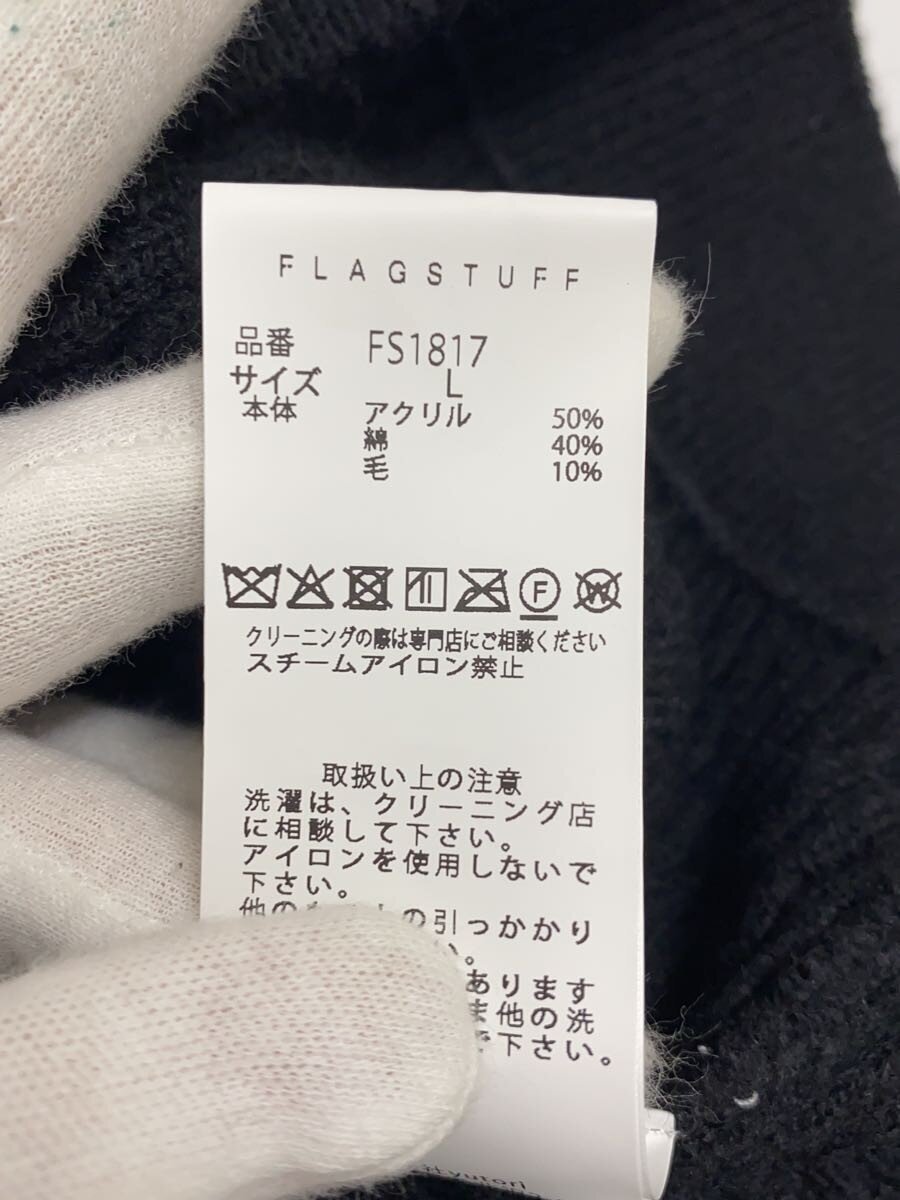 FLAGSTUFF
品番 FS1817
サイズ L
本体 アクリル 50%
綿 40%
毛 10%
F W
クリーニングの際は専門店にご相談ください
スチームアイロン禁止
取扱い上の注意
洗濯は、クリーニング店
に相談して下さい。
アイロンを使用しないで
下さい。
他の の引っかかり
。
あります
他の洗
下さい。
yutori